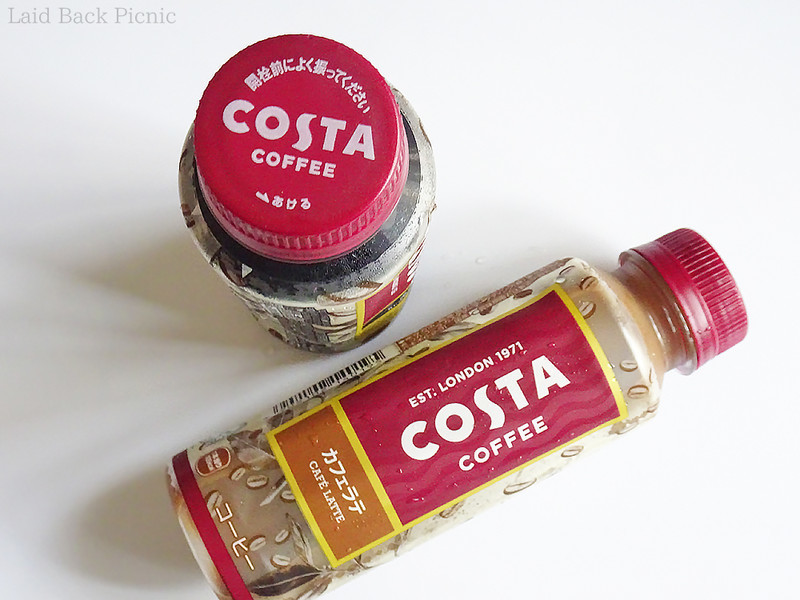 Laid Back Picnic
開栓前によく振ってください
COSTA
COFFEE
あける
EST. LONDON 1971
COSTA
COFFEE
カフェラテ
CAFÉ LATTE
コーヒー